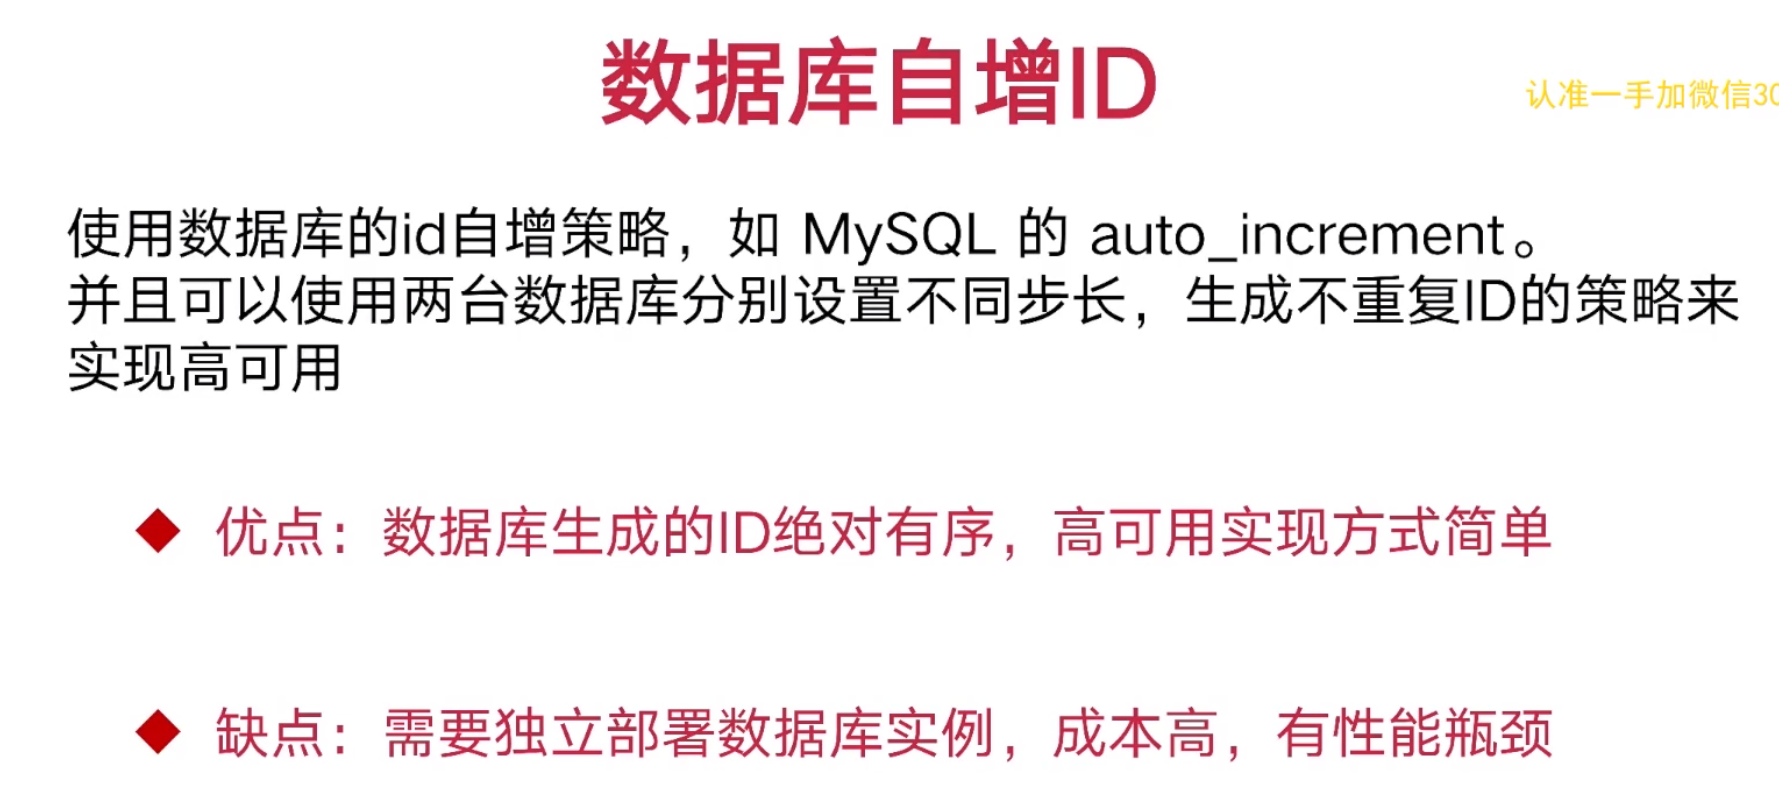 数据库自增ID
认准一手加微信30
使用数据库的id自增策略，如 MySQL 的 auto_increment。
并且可以使用两台数据库分别设置不同步长，生成不重复ID的策略来
实现高可用
◆ 优点：数据库生成的ID绝对有序，高可用实现方式简单
◆ 缺点：需要独立部署数据库实例，成本高，有性能瓶颈